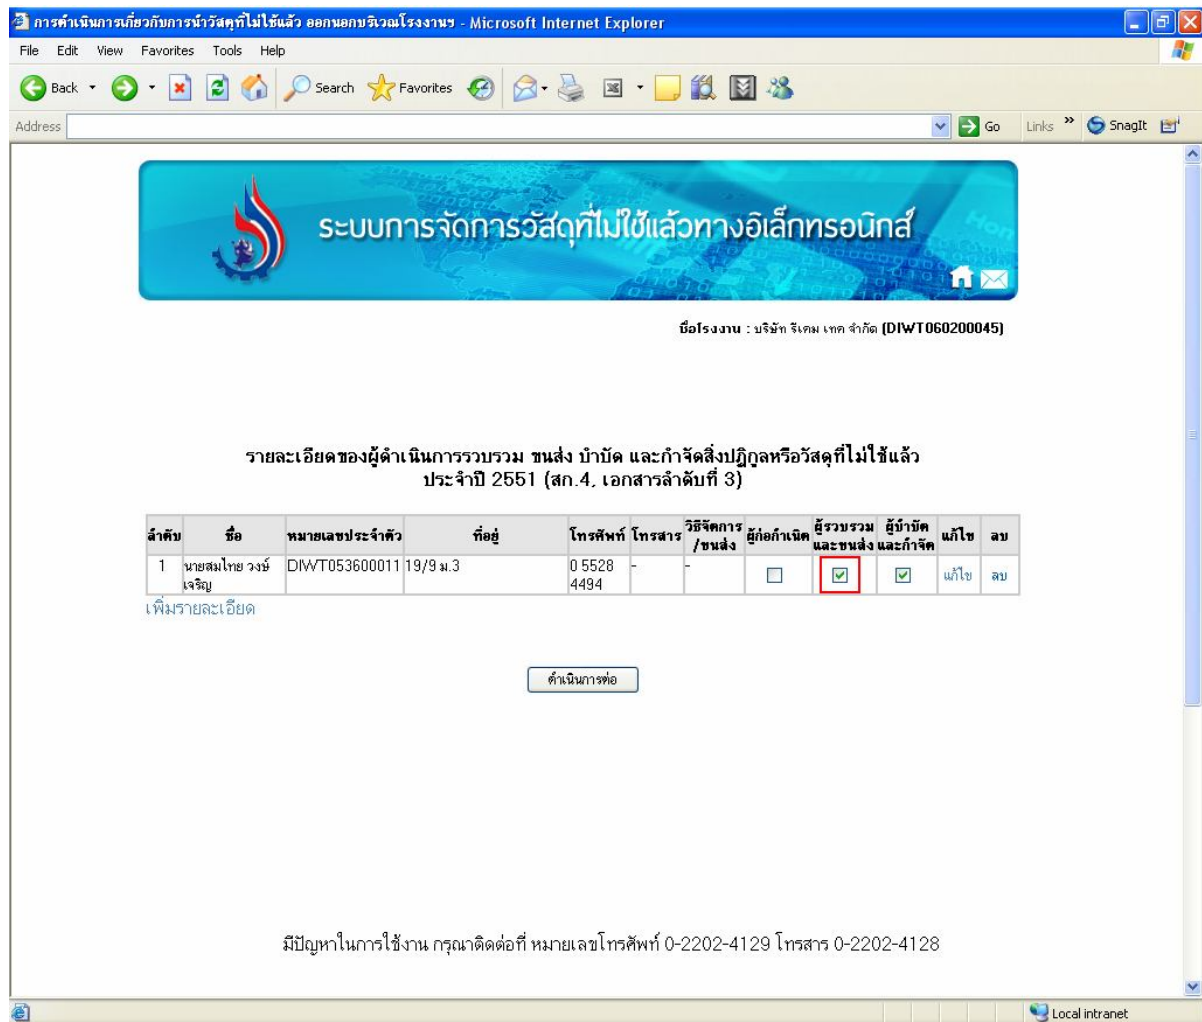 การดำเนินการเกี่ยวกับการนำวัสดุที่ไม่ใช้แล้ว ออกนอกบริเวณโรงงานฯ - Microsoft Internet Explorer
File Edit View Favorites Tools Help
Back Search Favorites
Address Go Links » SnagIt
ระบบการจัดการวัสดุที่ไม่ใช้แล้วทางอิเล็กทรอนิกส์
ชื่อโรงงาน : บริษัท รีเคม เทค จำกัด (DIWT060200045)
รายละเอียดของผู้ดำเนินการรวบรวม ขนส่ง บำบัด และกำจัดสิ่งปฏิกูลหรือวัสดุที่ไม่ใช้แล้ว
ประจำปี 2551 (สก.4, เอกสารลำดับที่ 3)
ลำดับ ชื่อ หมายเลขประจำตัว ที่อยู่ โทรศัพท์ โทรสาร วิธีจัดการ /ขนส่ง ผู้ก่อกำเนิด ผู้รวบรวม และขนส่ง ผู้บำบัด และกำจัด แก้ไข ลบ
1 นายสมไทย วงษ์ DIWT053600011 19/9 ม.3 0 5528 - - แก้ไข ลบ
เจริญ 4494
เพิ่มรายละเอียด
ดำเนินการต่อ
มีปัญหาในการใช้งาน กรุณาติดต่อที่ หมายเลขโทรศัพท์ 0-2202-4129 โทรสาร 0-2202-4128
Local intranet